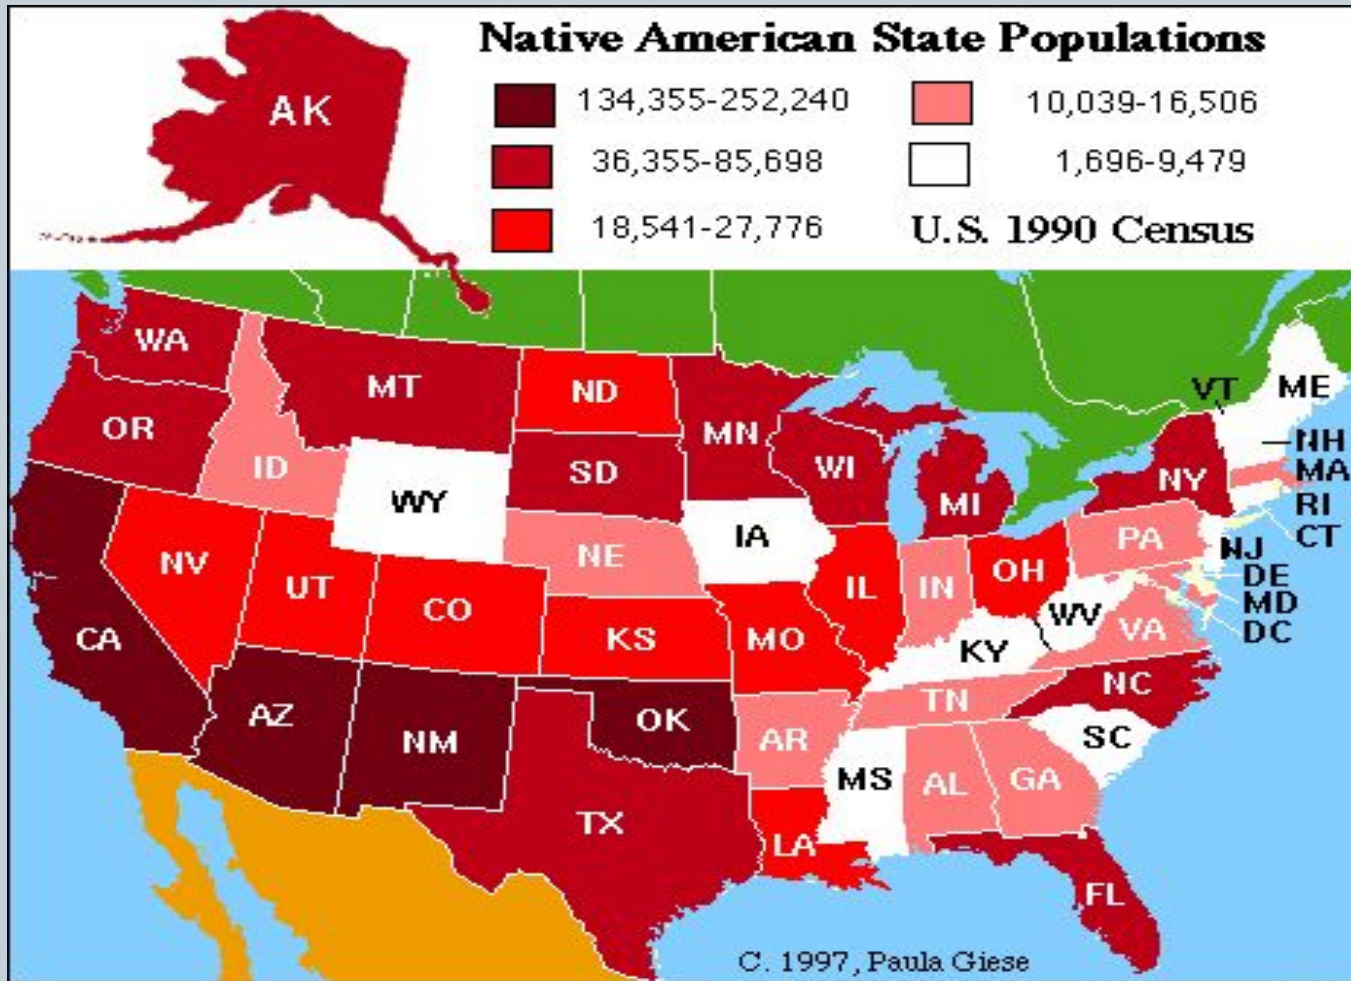 Native American State Populations
134,355-252,240
10,039-16,506
36,355-85,698
1,696-9,479
18,541-27,776
U.S. 1990 Census
AK
WA
MT
ND
MN
VT
ME
OR
ID
WY
SD
WI
MI
NY
NH
MA
RI
CT
NV
UT
CO
NE
IA
IL
IN
OH
PA
NJ
DE
MD
DC
CA
KS
MO
KY
WV
VA
AZ
NM
OK
AR
TN
NC
SC
TX
LA
MS
AL
GA
FL
C. 1997, Paula Giese